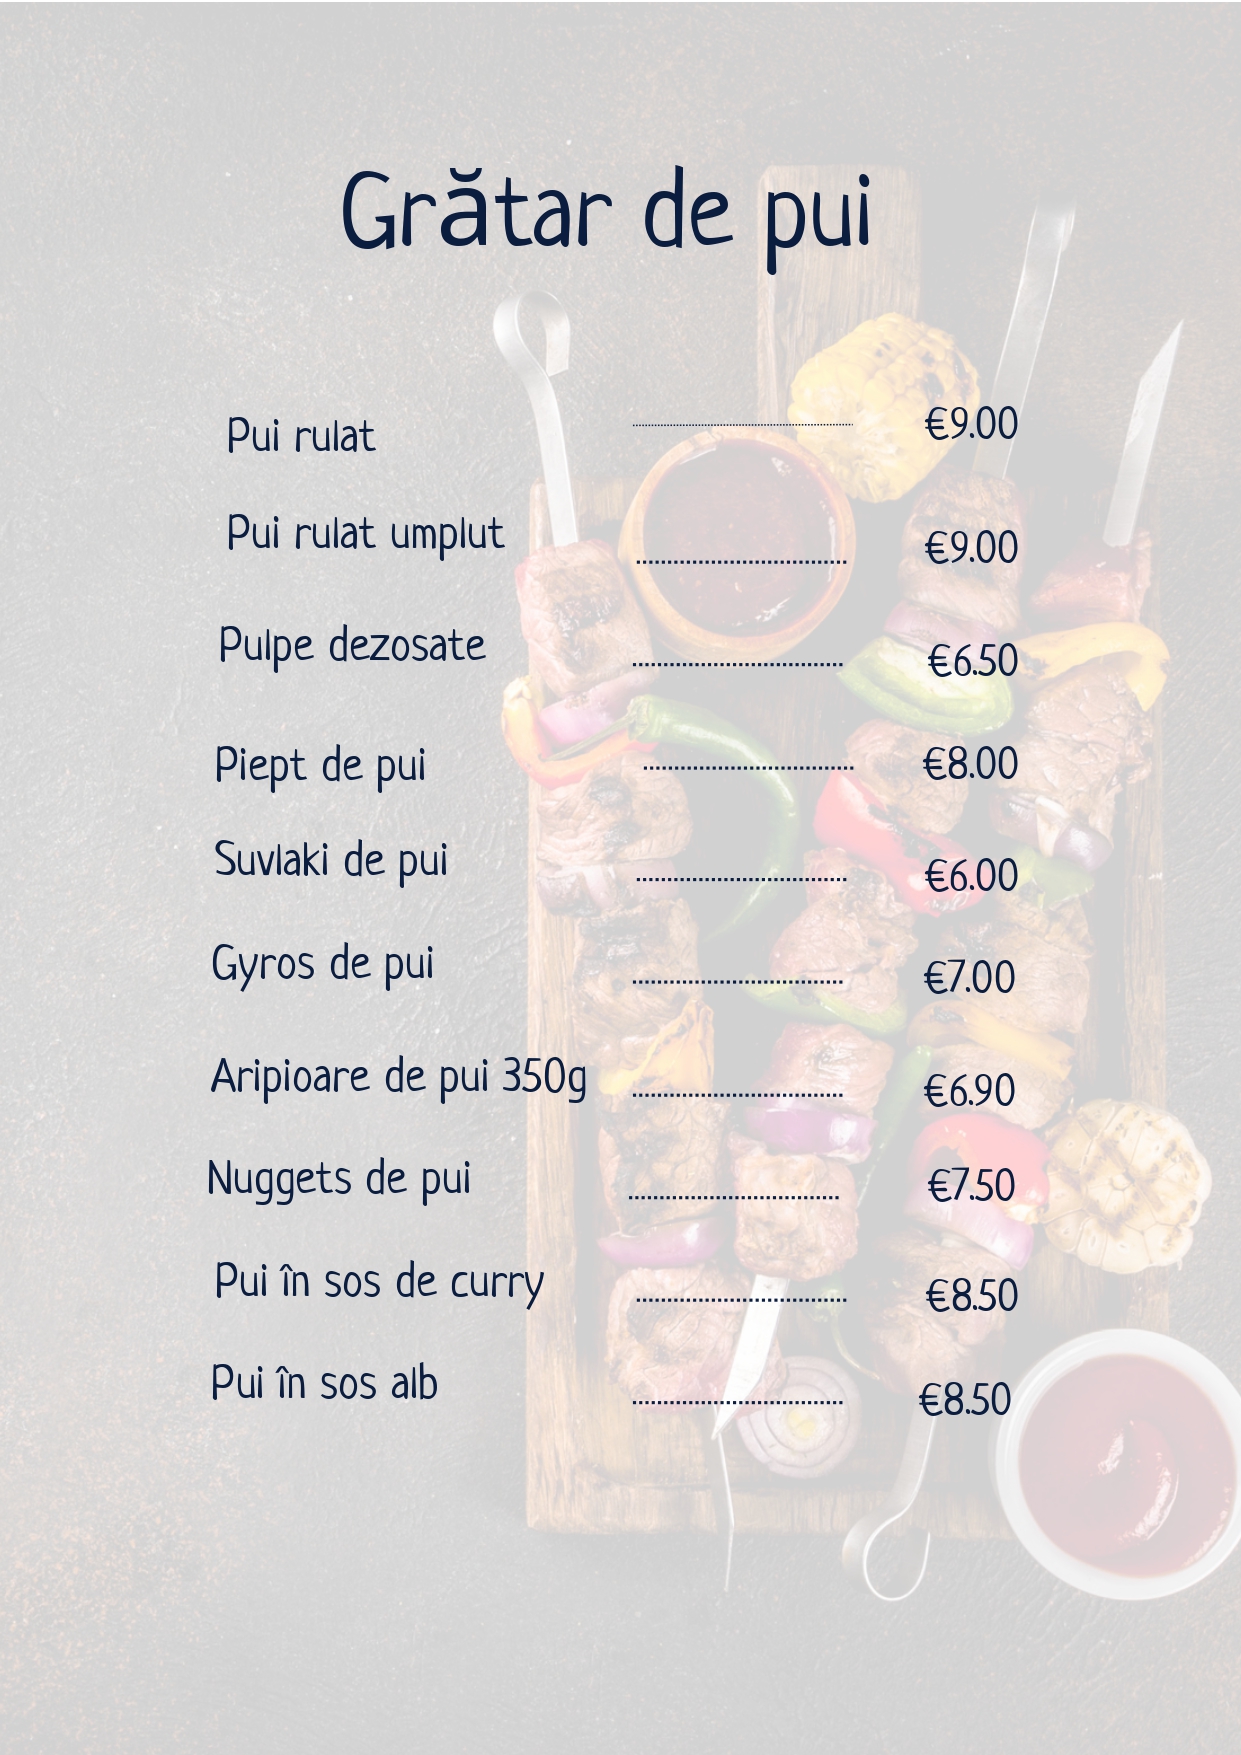 Grătar de pui
Pui rulat ........................ €9.00
Pui rulat umplut ........................ €9.00
Pulpe dezosate ........................ €6.50
Piept de pui ........................ €8.00
Suvlaki de pui ........................ €6.00
Gyros de pui ........................ €7.00
Aripioare de pui 350g ........................ €6.90
Nuggets de pui ........................ €7.50
Pui în sos de curry ........................ €8.50
Pui în sos alb ........................ €8.50